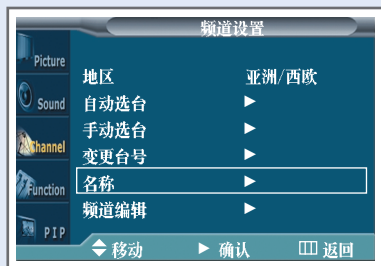 频道设置
Picture
Sound
Channel
Function
PIP
地区 亚洲/西欧
自动选台 ►
手动选台 ►
变更台号 ►
名称 ►
频道编辑 ►
移动 ► 确认 返回